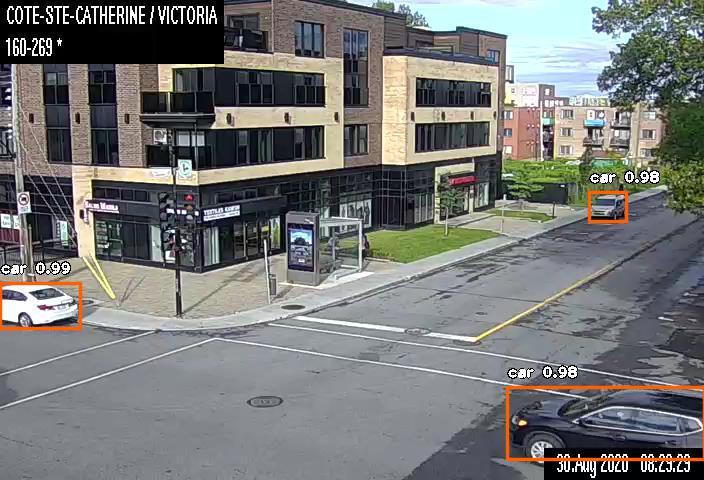 COTE-STE-CATHERINE / VICTORIA
160-269 *
car 0.98
car 0.99
car 0.98
30.Aug 2020 08:29:29